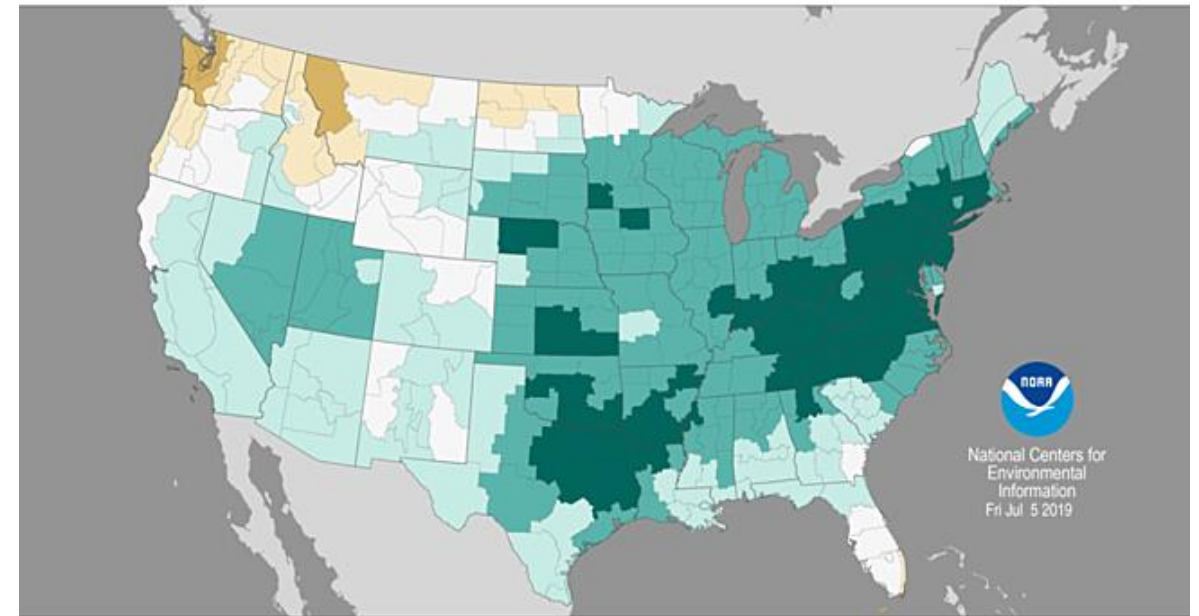 NOAA
National Centers for
Environmental
Information
Fri Jul 5 2019